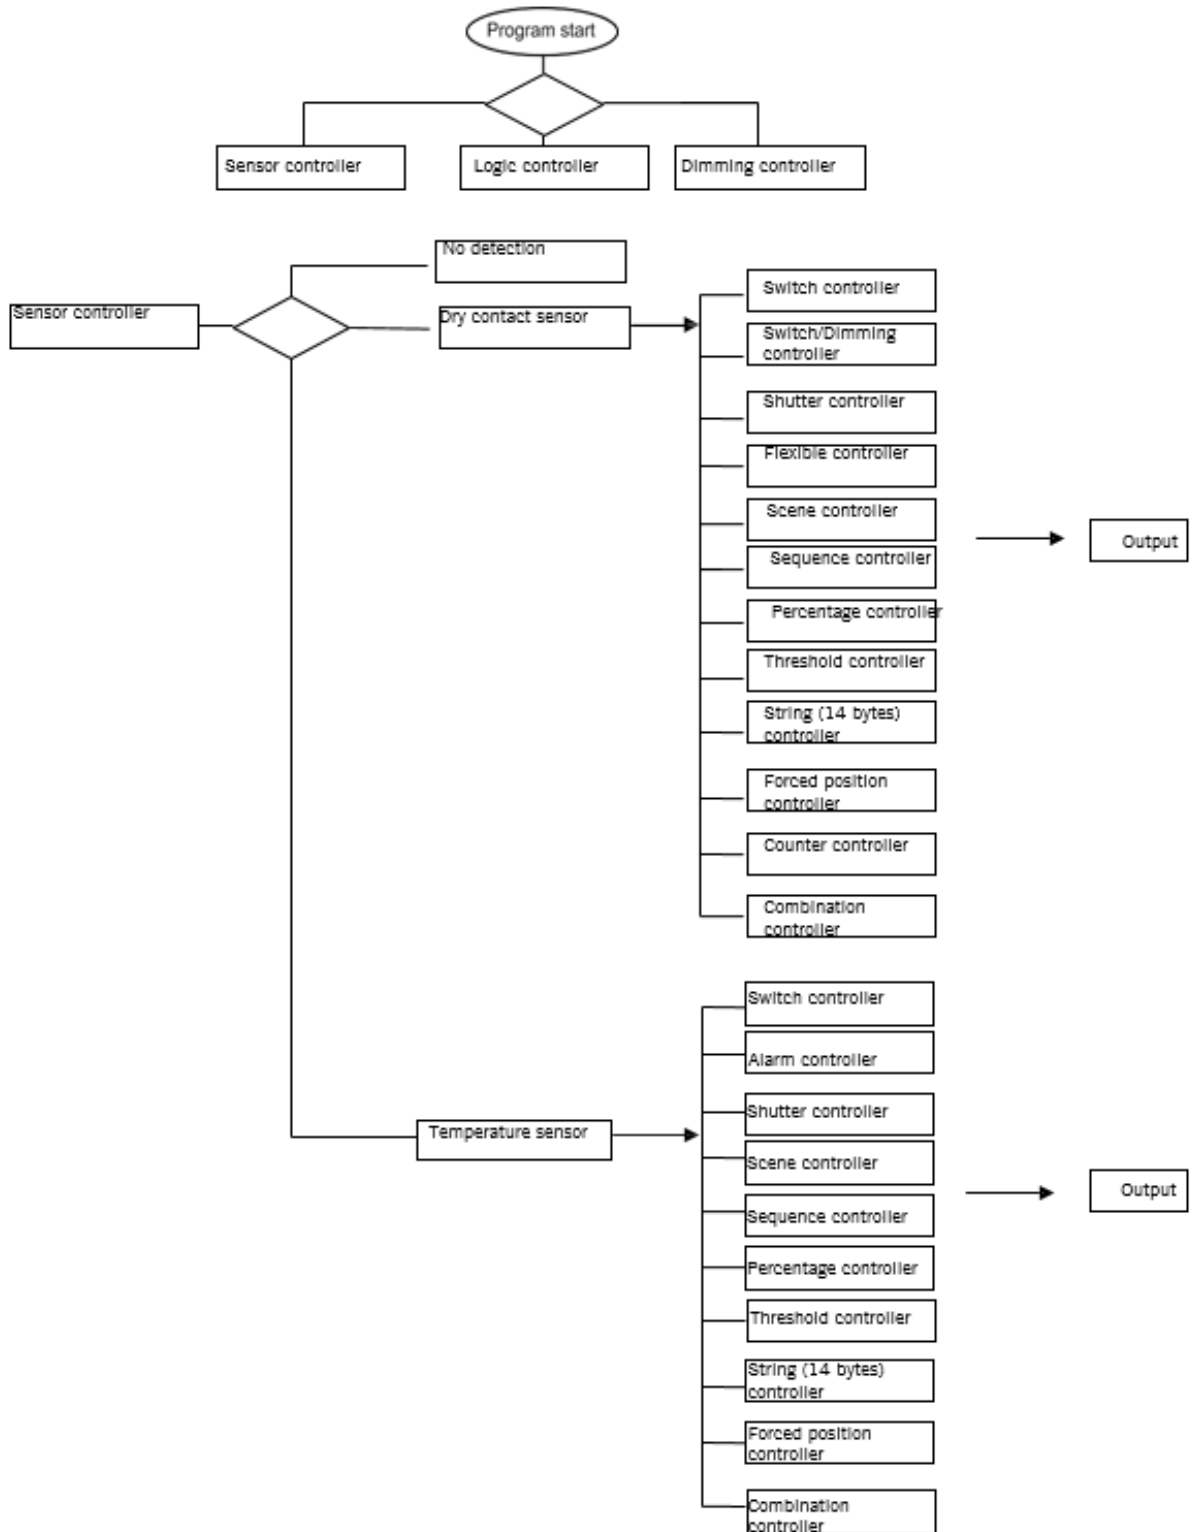 Program start
Sensor controller
Logic controller
Dimming controller
No detection
Sensor controller
Dry contact sensor
Switch controller
Switch/Dimming
controller
Shutter controller
Flexible controller
Scene controller
Sequence controller
Percentage controller
Threshold controller
String (14 bytes)
controller
Forced position
controller
Counter controller
Combination
controller
Output
Temperature sensor
Switch controller
Alarm controller
Shutter controller
Scene controller
Sequence controller
Percentage controller
Threshold controller
String (14 bytes)
controller
Forced position
controller
Combination
controller
Output